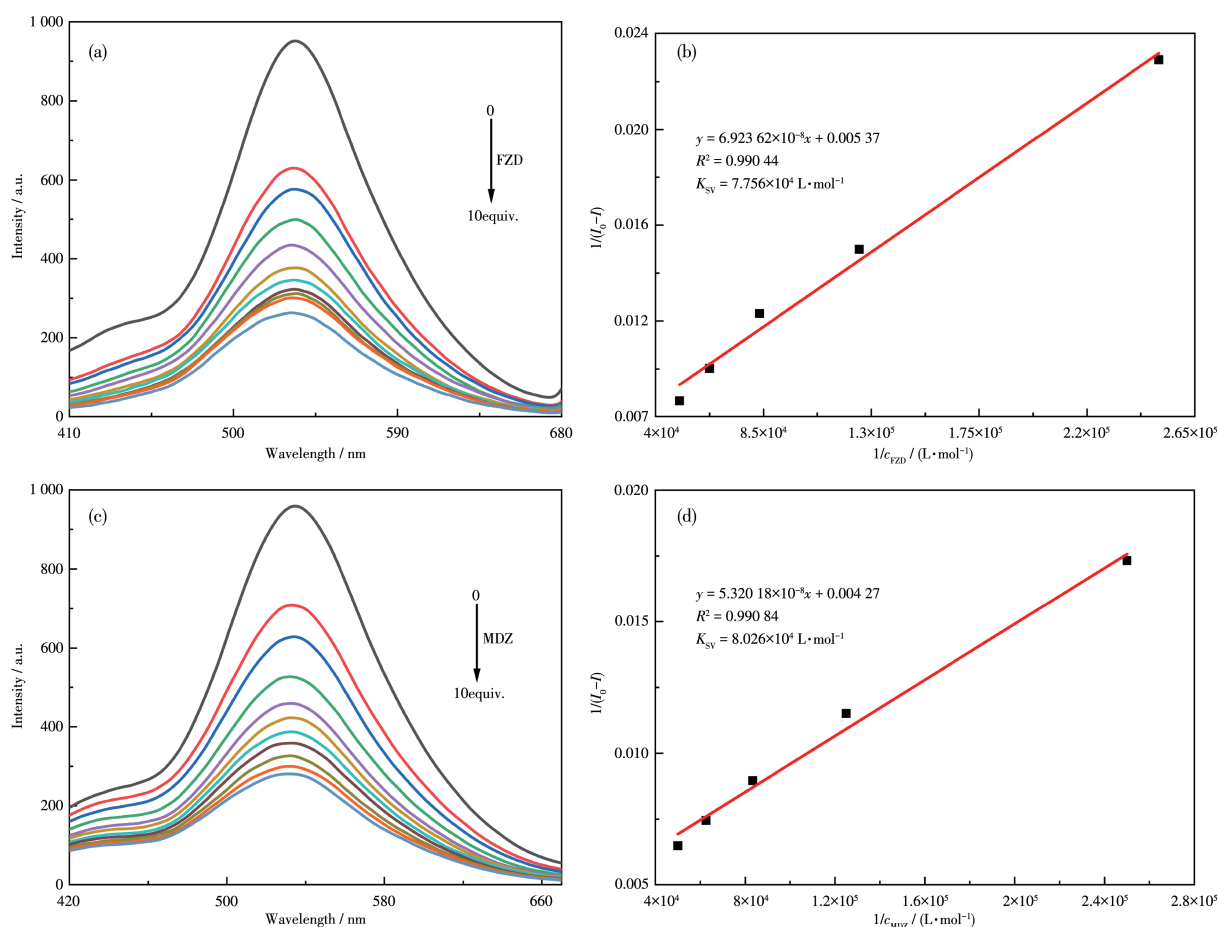 (a)
1 000
800
600
400
200
0
Intensity / a.u.
410
500
590
680
Wavelength / nm
0
FZD
10equiv.
(b)
0.024
0.020
0.016
0.012
0.007
1/(I₀−I)
y = 6.923 62×10⁻⁸x + 0.005 37
R² = 0.990 44
K_SV = 7.756×10⁴ L·mol⁻¹
4×10⁴
8.5×10⁴
1.3×10⁵
1.75×10⁵
2.2×10⁵
2.65×10⁵
1/c_FZD / (L·mol⁻¹)
(c)
1 000
800
600
400
200
0
Intensity / a.u.
420
500
580
660
Wavelength / nm
0
MDZ
10equiv.
(d)
0.020
0.015
0.010
0.005
1/(I₀−I)
y = 5.320 18×10⁻⁸x + 0.004 27
R² = 0.990 84
K_SV = 8.026×10⁴ L·mol⁻¹
4×10⁴
8×10⁴
1.2×10⁵
1.6×10⁵
2×10⁵
2.4×10⁵
2.8×10⁵
1/c_MDZ / (L·mol⁻¹)